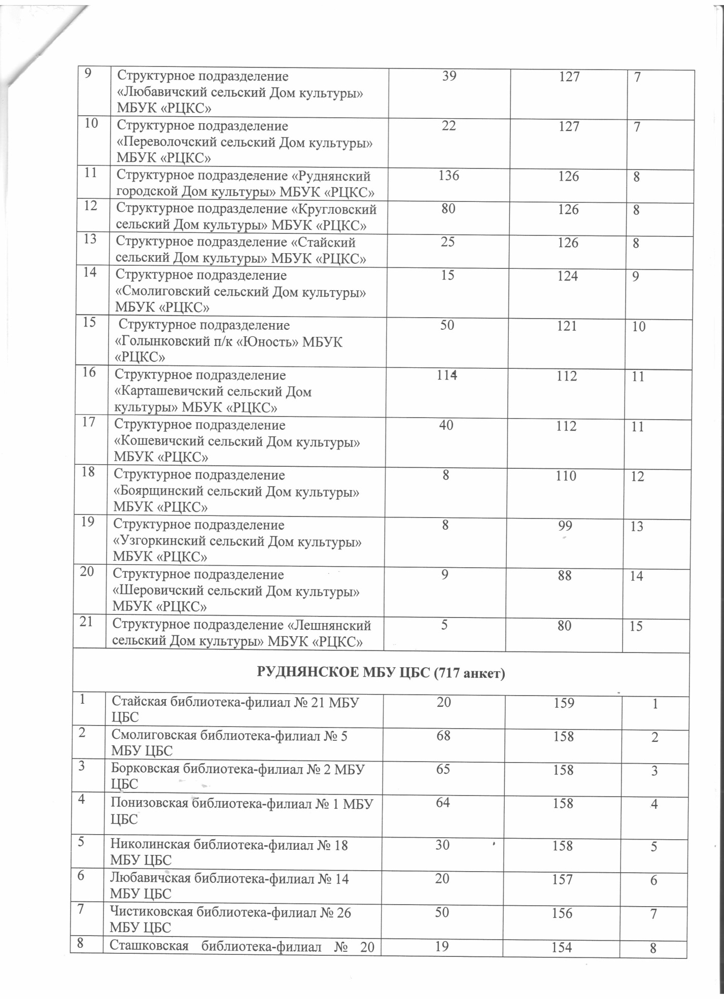 9 Структурное подразделение 39 127 7
«Любавичский сельский Дом культуры»
МБУК «РЦКС»
10 Структурное подразделение 22 127 7
«Переволочский сельский Дом культуры»
МБУК «РЦКС»
11 Структурное подразделение «Руднянский 136 126 8
городской Дом культуры» МБУК «РЦКС»
12 Структурное подразделение «Кругловский 80 126 8
сельский Дом культуры» МБУК «РЦКС»
13 Структурное подразделение «Стайский 25 126 8
сельский Дом культуры» МБУК «РЦКС»
14 Структурное подразделение 15 124 9
«Смолиговский сельский Дом культуры»
МБУК «РЦКС»
15 Структурное подразделение 50 121 10
«Голынковский п/к «Юность» МБУК
«РЦКС»
16 Структурное подразделение 114 112 11
«Карташевичский сельский Дом
культуры» МБУК «РЦКС»
17 Структурное подразделение 40 112 11
«Кошевичский сельский Дом культуры»
МБУК «РЦКС»
18 Структурное подразделение 8 110 12
«Боярщинский сельский Дом культуры»
МБУК «РЦКС»
19 Структурное подразделение 8 99 13
«Узгоркинский сельский Дом культуры»
МБУК «РЦКС»
20 Структурное подразделение 9 88 14
«Шеровичский сельский Дом культуры»
МБУК «РЦКС»
21 Структурное подразделение «Лешнянский 5 80 15
сельский Дом культуры» МБУК «РЦКС»
РУДНЯНСКОЕ МБУ ЦБС (717 анкет)
1 Стайская библиотека-филиал № 21 МБУ 20 159 1
ЦБС
2 Смолиговская библиотека-филиал № 5 68 158 2
МБУ ЦБС
3 Борковская библиотека-филиал № 2 МБУ 65 158 3
ЦБС
4 Понизовская библиотека-филиал № 1 МБУ 64 158 4
ЦБС
5 Николинская библиотека-филиал № 18 30 158 5
МБУ ЦБС
6 Любавичская библиотека-филиал № 14 20 157 6
МБУ ЦБС
7 Чистиковская библиотека-филиал № 26 50 156 7
МБУ ЦБС
8 Сташковская библиотека-филиал № 20 19 154 8